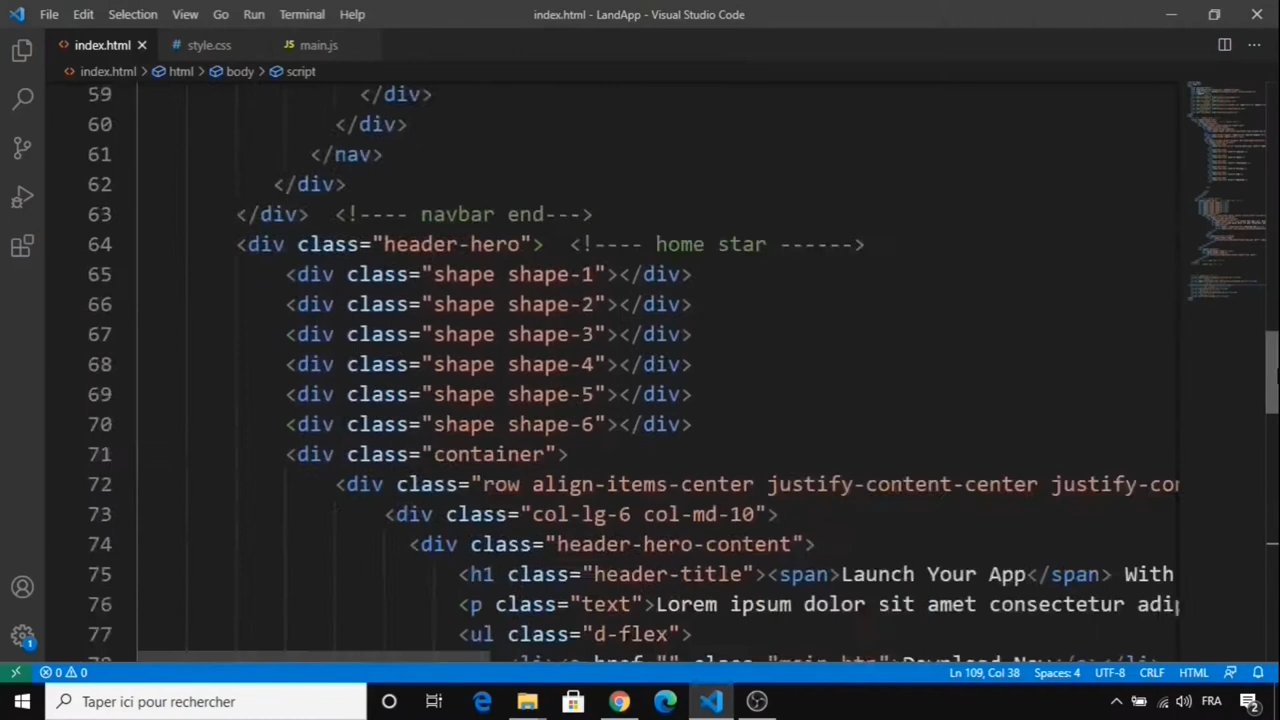 File Edit Selection View Go Run Terminal Help index.html - LandApp - Visual Studio Code
index.html style.css JS main.js
index.html html body script
59 </div>
60 </div>
61 </nav>
62 </div>
63 </div> <!---- navbar end--->
64 <div class="header-hero"> <!---- home star ------>
65 <div class="shape shape-1"></div>
66 <div class="shape shape-2"></div>
67 <div class="shape shape-3"></div>
68 <div class="shape shape-4"></div>
69 <div class="shape shape-5"></div>
70 <div class="shape shape-6"></div>
71 <div class="container">
72 <div class="row align-items-center justify-content-center justify-con
73 <div class="col-lg-6 col-md-10">
74 <div class="header-hero-content">
75 <h1 class="header-title"><span>Launch Your App</span> With
76 <p class="text">Lorem ipsum dolor sit amet consectetur adip
77 <ul class="d-flex">
0 0 Ln 109, Col 38 Spaces: 4 UTF-8 CRLF HTML
1
Taper ici pour rechercher FRA 2